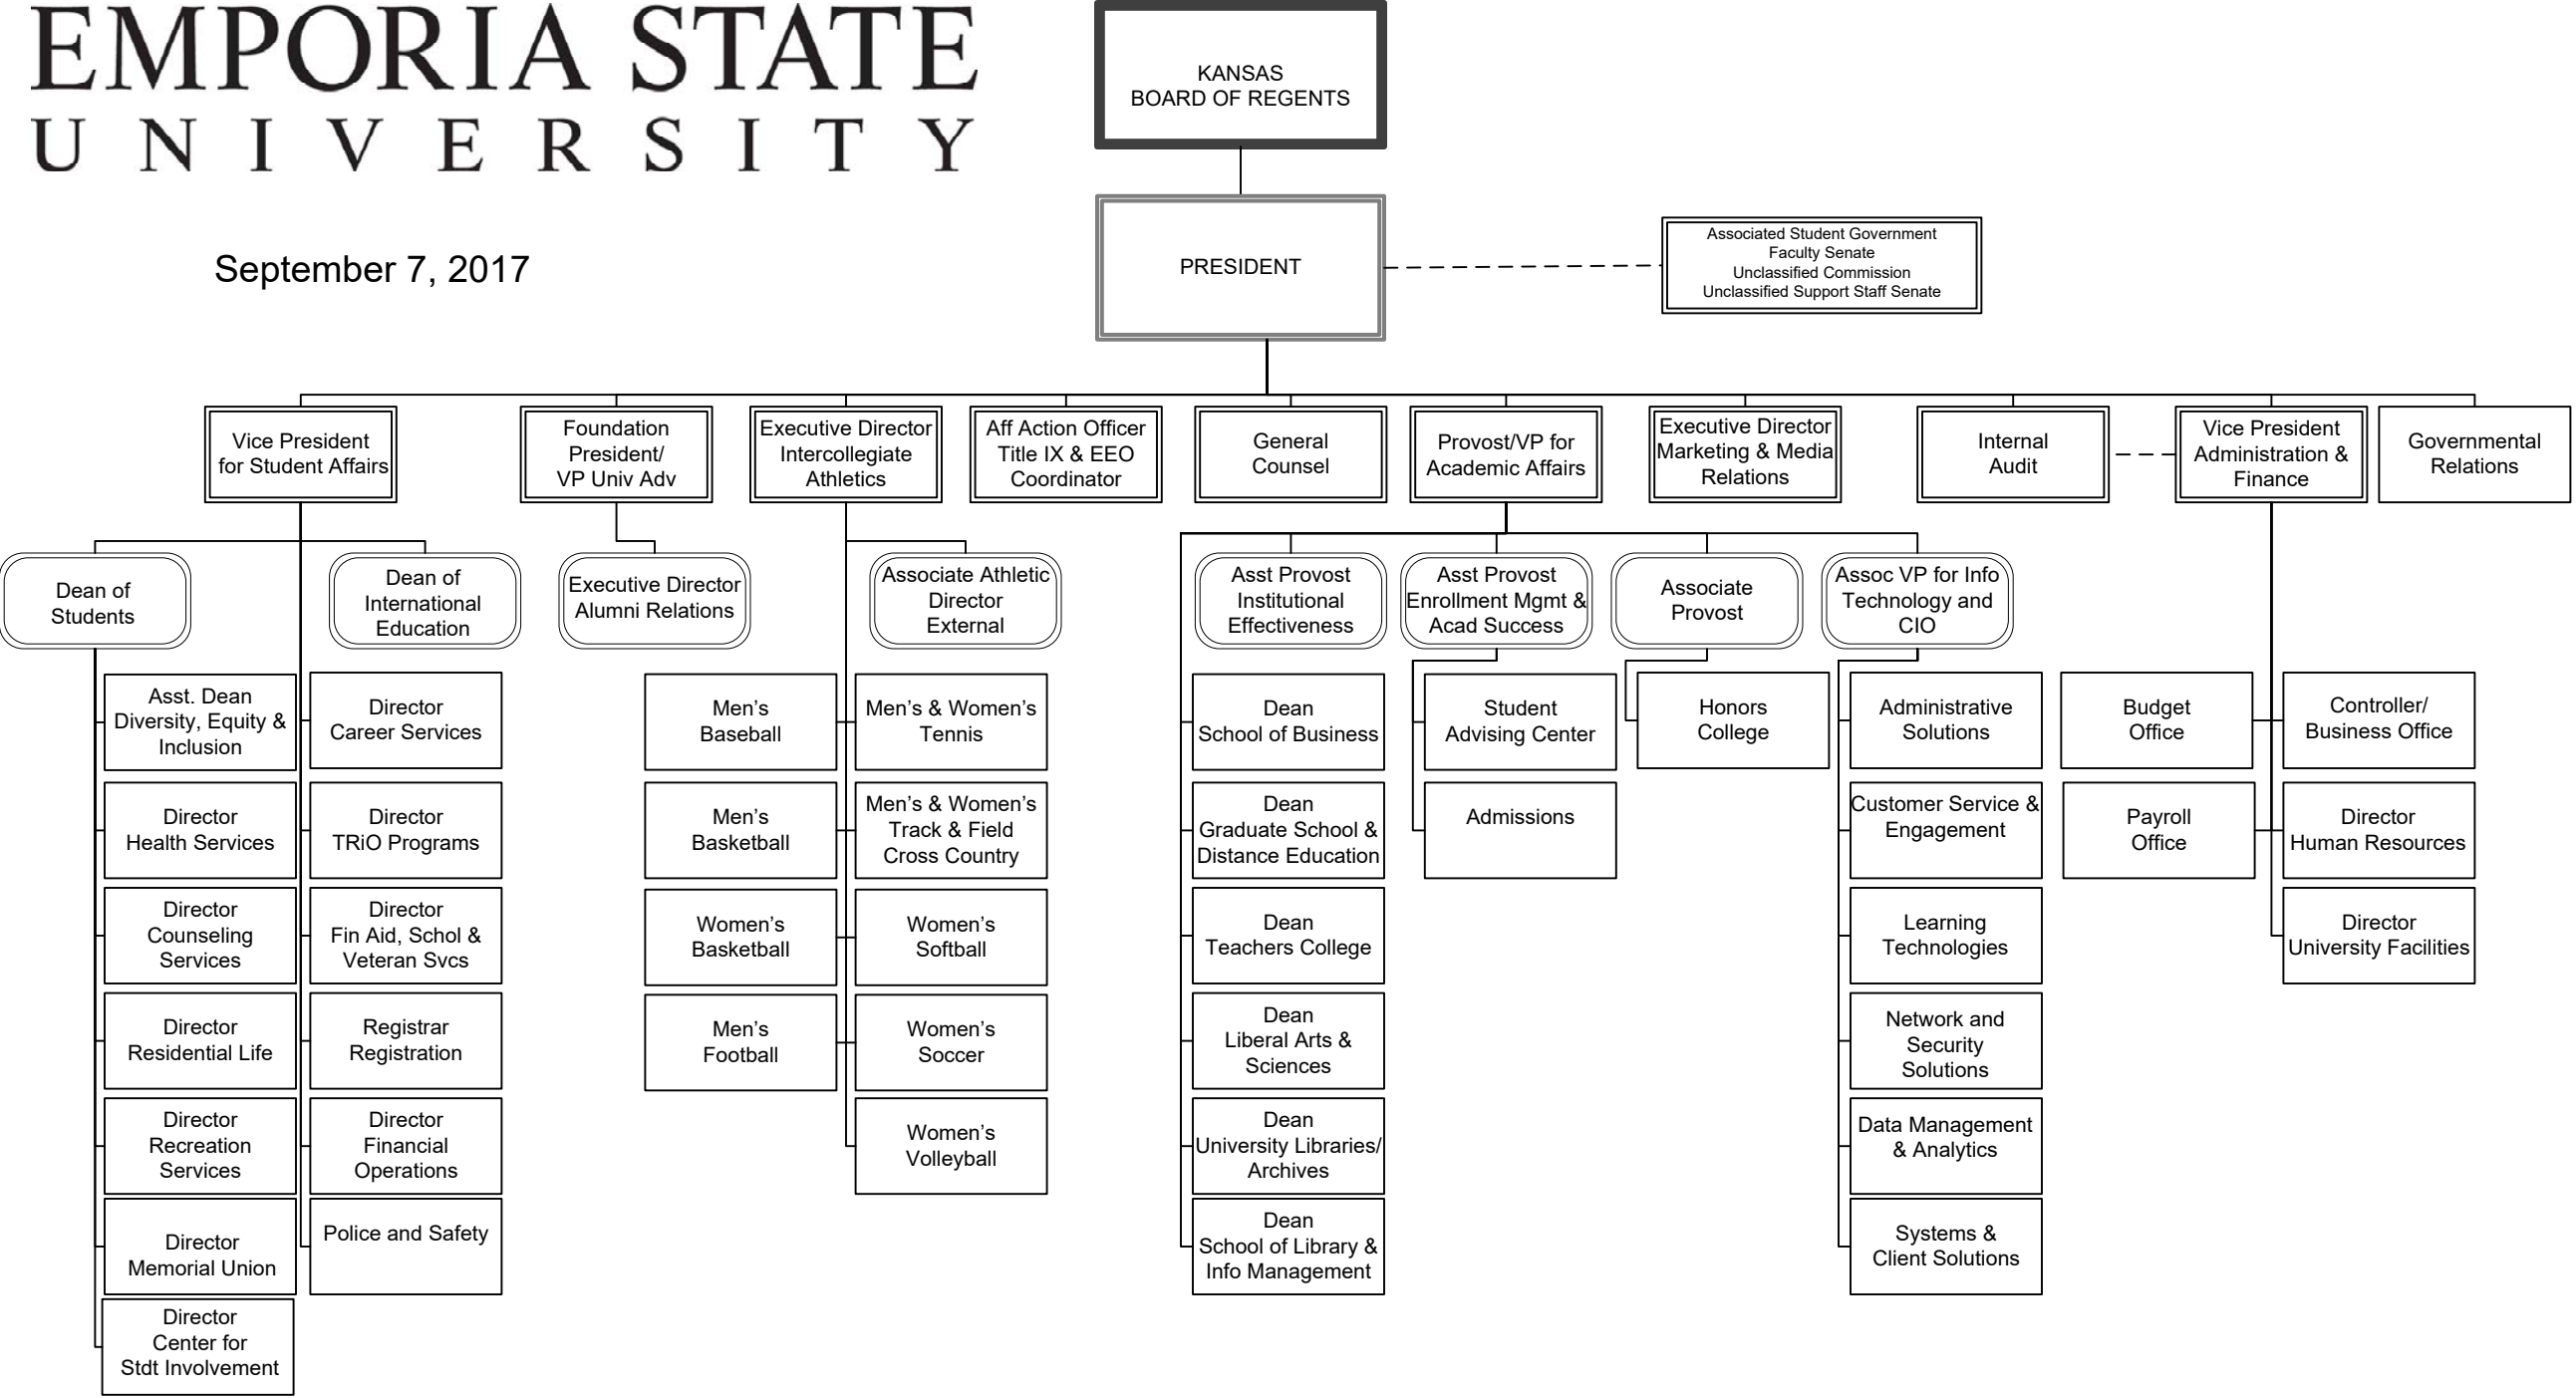 EMPORIA STATE
UNIVERSITY
September 7, 2017
KANSAS
BOARD OF REGENTS
PRESIDENT
Associated Student Government
Faculty Senate
Unclassified Commission
Unclassified Support Staff Senate
Vice President
for Student Affairs
Foundation
President/
VP Univ Adv
Executive Director
Intercollegiate
Athletics
Aff Action Officer
Title IX & EEO
Coordinator
General
Counsel
Provost/VP for
Academic Affairs
Executive Director
Marketing & Media
Relations
Internal
Audit
Vice President
Administration &
Finance
Governmental
Relations
Dean of
Students
Dean of
International
Education
Executive Director
Alumni Relations
Associate Athletic
Director
External
Asst Provost
Institutional
Effectiveness
Asst Provost
Enrollment Mgmt &
Acad Success
Associate
Provost
Assoc VP for Info
Technology and
CIO
Asst. Dean
Diversity, Equity &
Inclusion
Director
Career Services
Men’s
Baseball
Men’s & Women’s
Tennis
Dean
School of Business
Student
Advising Center
Honors
College
Administrative
Solutions
Budget
Office
Controller/
Business Office
Director
Health Services
Director
TRiO Programs
Men’s
Basketball
Men’s & Women’s
Track & Field
Cross Country
Dean
Graduate School &
Distance Education
Admissions
Customer Service &
Engagement
Payroll
Office
Director
Human Resources
Director
Counseling
Services
Director
Fin Aid, Schol &
Veteran Svcs
Women’s
Basketball
Women’s
Softball
Dean
Teachers College
Learning
Technologies
Director
University Facilities
Director
Residential Life
Registrar
Registration
Men’s
Football
Women’s
Soccer
Dean
Liberal Arts &
Sciences
Network and
Security
Solutions
Director
Recreation
Services
Director
Financial
Operations
Women’s
Volleyball
Dean
University Libraries/
Archives
Data Management
& Analytics
Director
Memorial Union
Police and Safety
Dean
School of Library &
Info Management
Systems &
Client Solutions
Director
Center for
Stdt Involvement